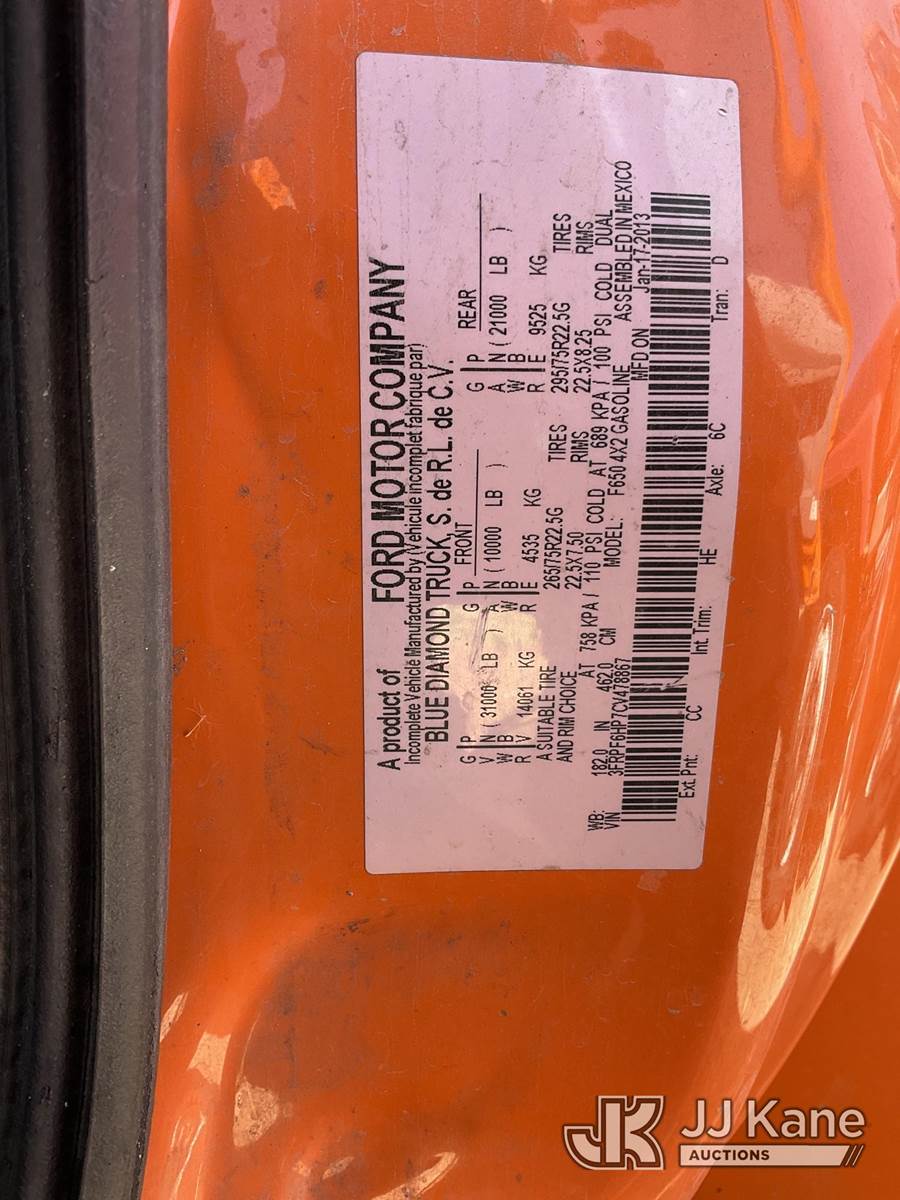 A product of FORD MOTOR COMPANY
Incomplete Vehicle Manufactured by (Vehicule incomplet fabrique par)
BLUE DIAMOND TRUCK, S. de R.L. de C.V.
FRONT REAR
G P G P G P
V N ( 31000 LB ) A N ( 10000 LB ) A N ( 21000 LB )
W B W B W B
R V 14061 KG R E 4535 KG R E 9525 KG
A SUITABLE TIRE 265/75R22.5G TIRES 295/75R22.5G TIRES
AND RIM CHOICE 22.5X7.50 RIMS 22.5X8.25 RIMS
AT 758 KPA / 110 PSI COLD AT 689 KPA / 100 PSI COLD DUAL
WB: 182.0 IN 462.0 CM MODEL: F650 4X2 GASOLINE ASSEMBLED IN MEXICO
VIN 3FRPF6HP7CV478867 MFD ON Jan-17-2013
Ext. Pnt: CC Int. Trim: HE Axle: 6C Tran: D
JK JJ Kane
AUCTIONS